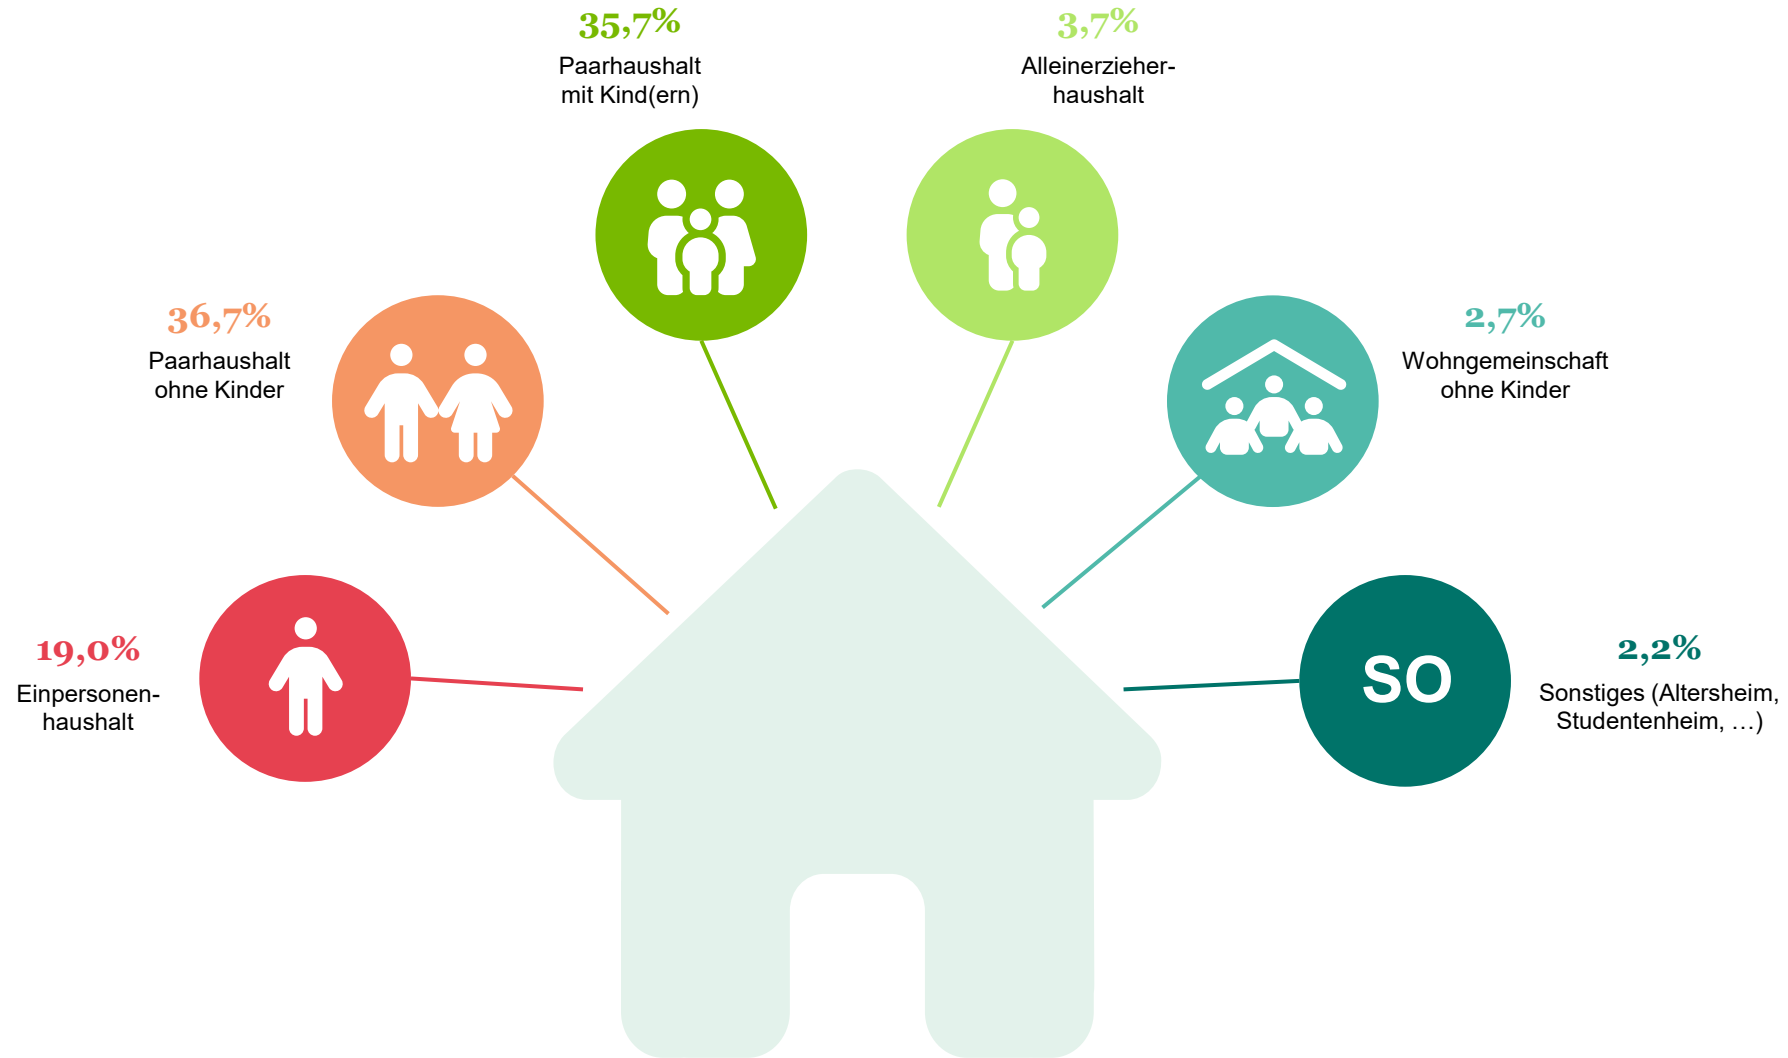 35,7%
Paarhaushalt
mit Kind(ern)
3,7%
Alleinerzieher-
haushalt
36,7%
Paarhaushalt
ohne Kinder
2,7%
Wohngemeinschaft
ohne Kinder
19,0%
Einpersonen-
haushalt
SO
2,2%
Sonstiges (Altersheim,
Studentenheim, …)